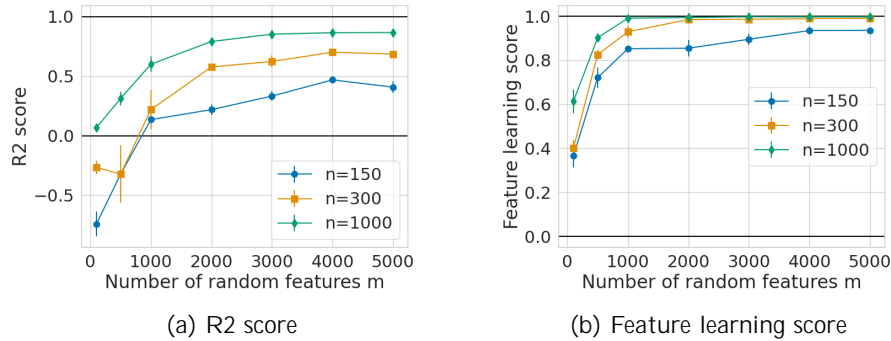 1.0
0.5
0.0
−0.5
R2 score
n=150
n=300
n=1000
0 1000 2000 3000 4000 5000
Number of random features m
(a) R2 score
1.0
0.8
0.6
0.4
0.2
0.0
Feature learning score
n=150
n=300
n=1000
0 1000 2000 3000 4000 5000
Number of random features m
(b) Feature learning score